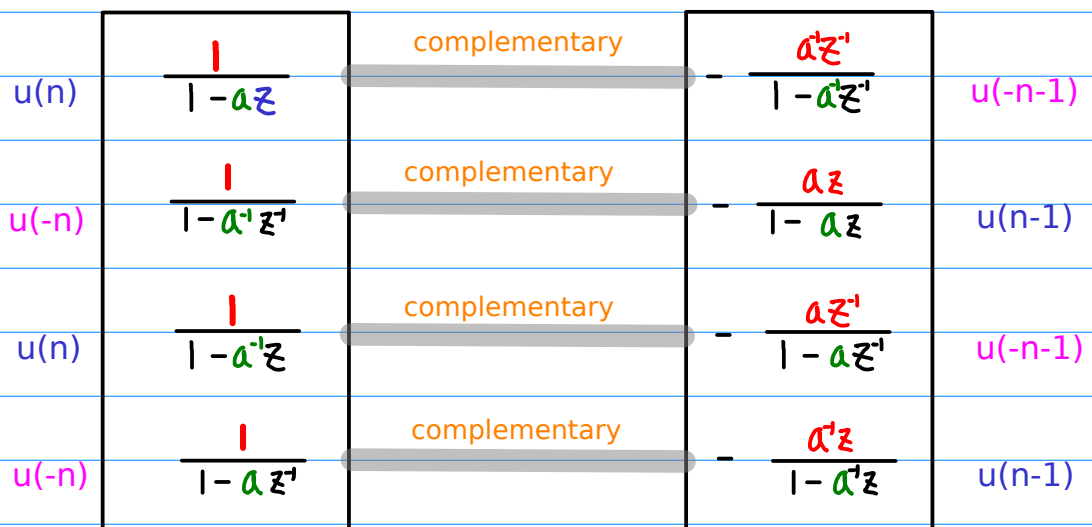 complementary
u(n) 1/(1 - az) - a⁻¹z⁻¹/(1 - a⁻¹z⁻¹) u(-n-1)
complementary
u(-n) 1/(1 - a⁻¹z⁻¹) - az/(1 - az) u(n-1)
complementary
u(n) 1/(1 - a⁻¹z) - az⁻¹/(1 - az⁻¹) u(-n-1)
complementary
u(-n) 1/(1 - az⁻¹) - a⁻¹z/(1 - a⁻¹z) u(n-1)